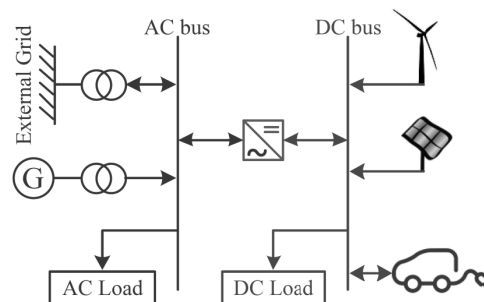 AC bus
DC bus
External Grid
G
AC Load
DC Load